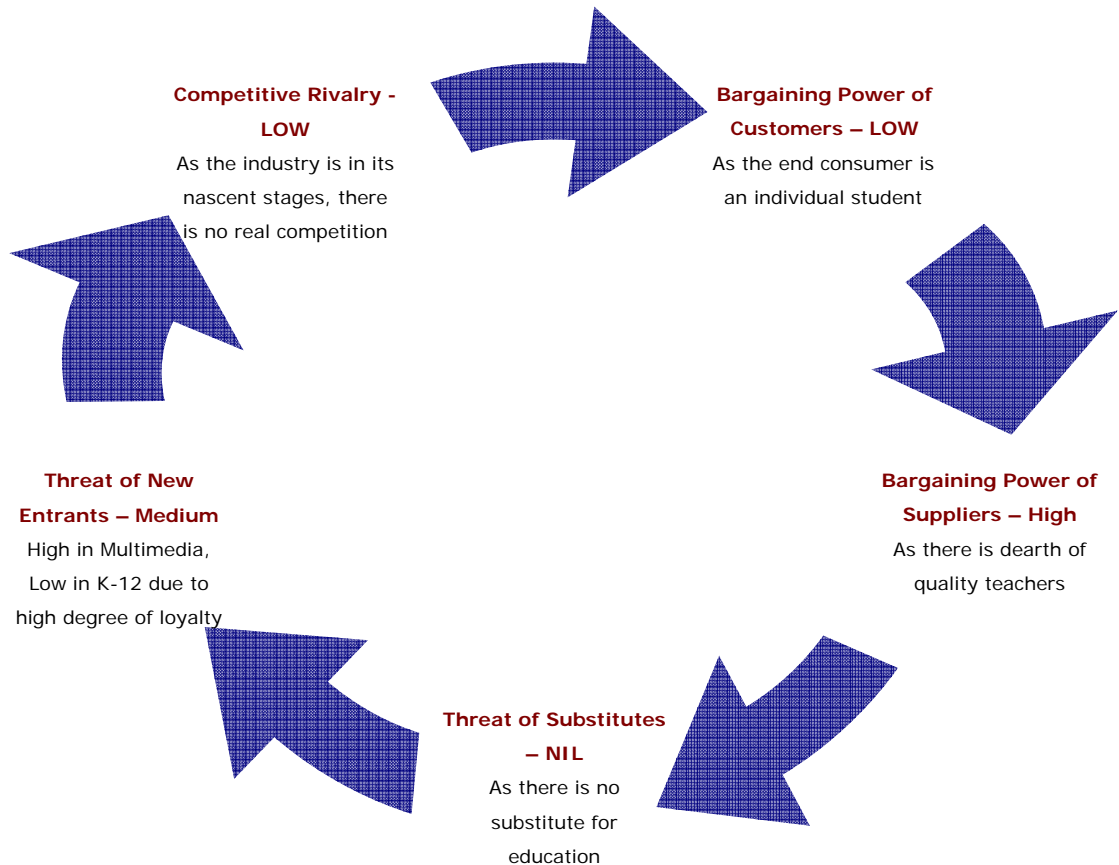 Competitive Rivalry -
LOW
As the industry is in its
nascent stages, there
is no real competition
Bargaining Power of
Customers – LOW
As the end consumer is
an individual student
Bargaining Power of
Suppliers – High
As there is dearth of
quality teachers
Threat of Substitutes
– NIL
As there is no
substitute for
education
Threat of New
Entrants – Medium
High in Multimedia,
Low in K-12 due to
high degree of loyalty